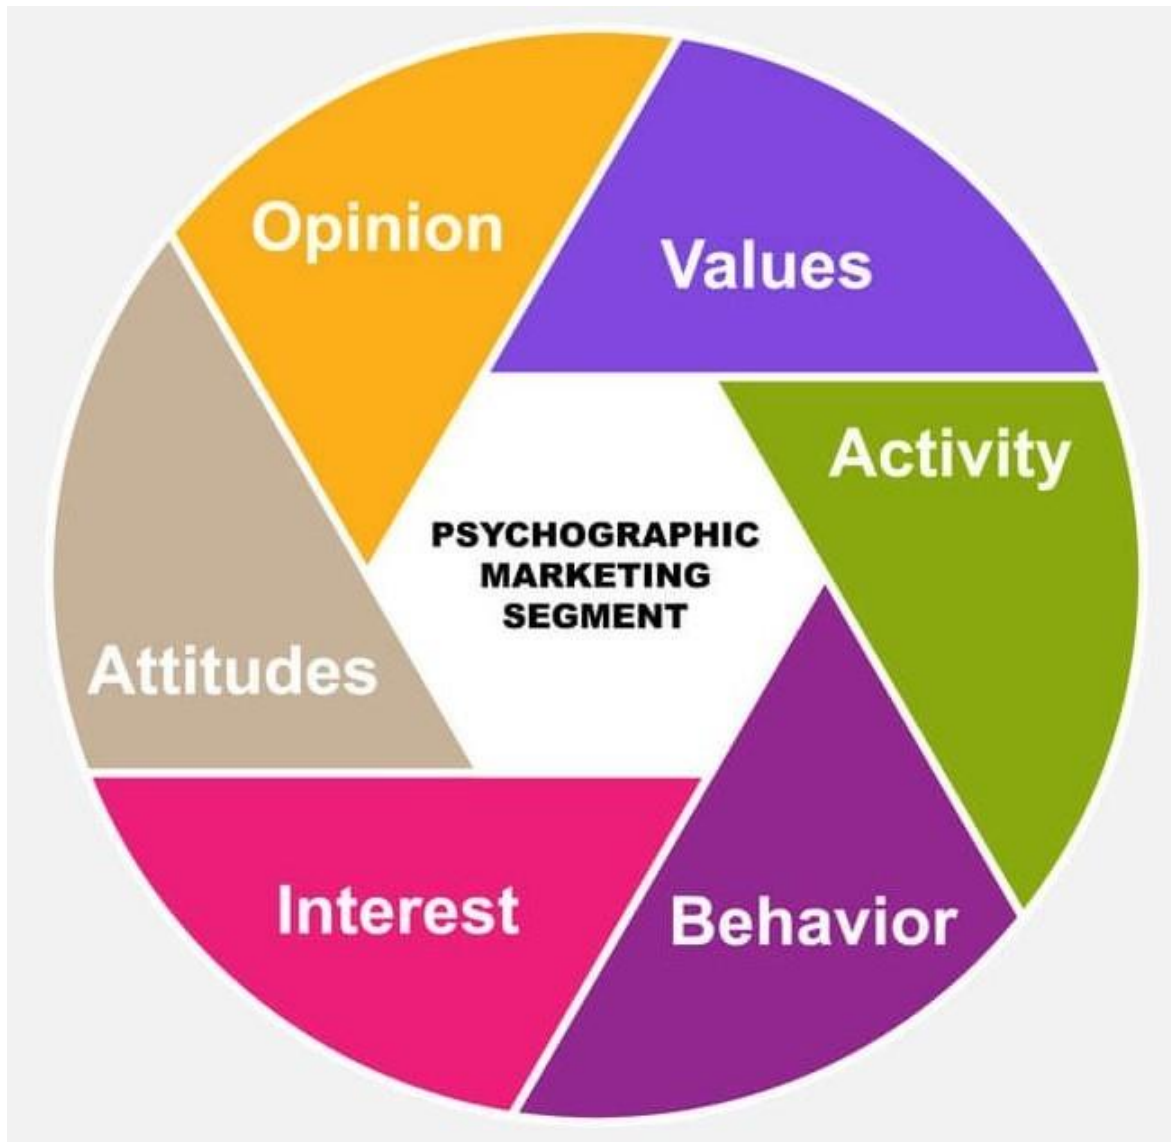 Opinion
Values
Activity
PSYCHOGRAPHIC
MARKETING
SEGMENT
Attitudes
Interest
Behavior